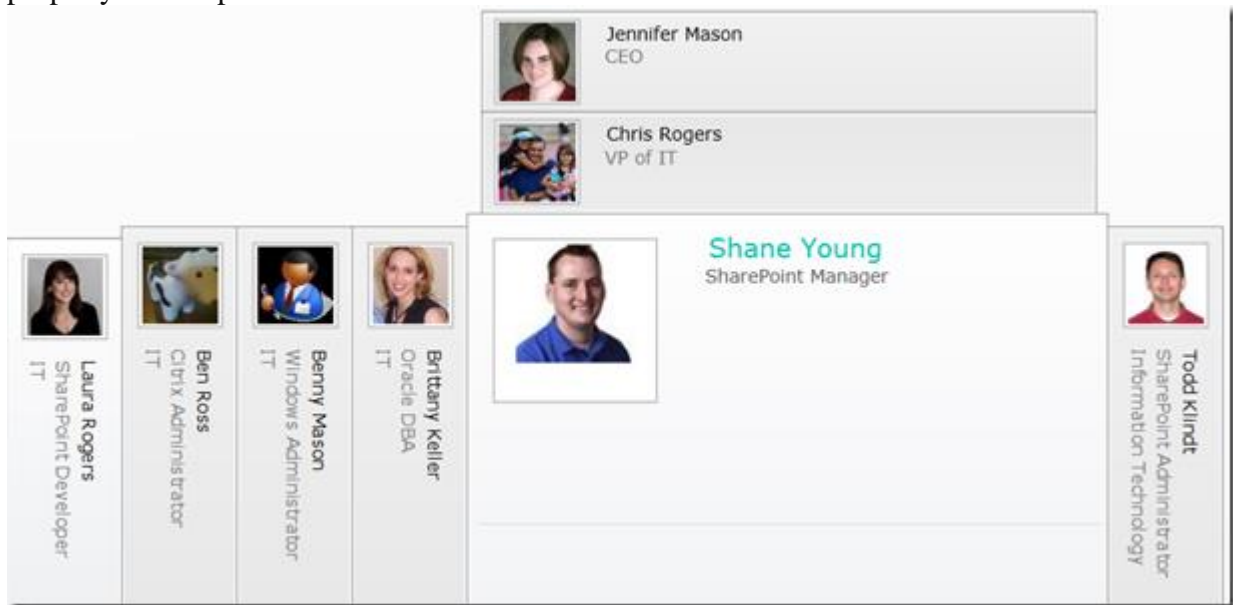 Jennifer Mason
CEO
Chris Rogers
VP of IT
Shane Young
SharePoint Manager
Laura Rogers
SharePoint Developer
IT
Ben Ross
Citrix Administrator
IT
Benny Mason
Windows Administrator
IT
Brittany Keller
Oracle DBA
IT
Todd Klindt
SharePoint Administrator
Information Technology